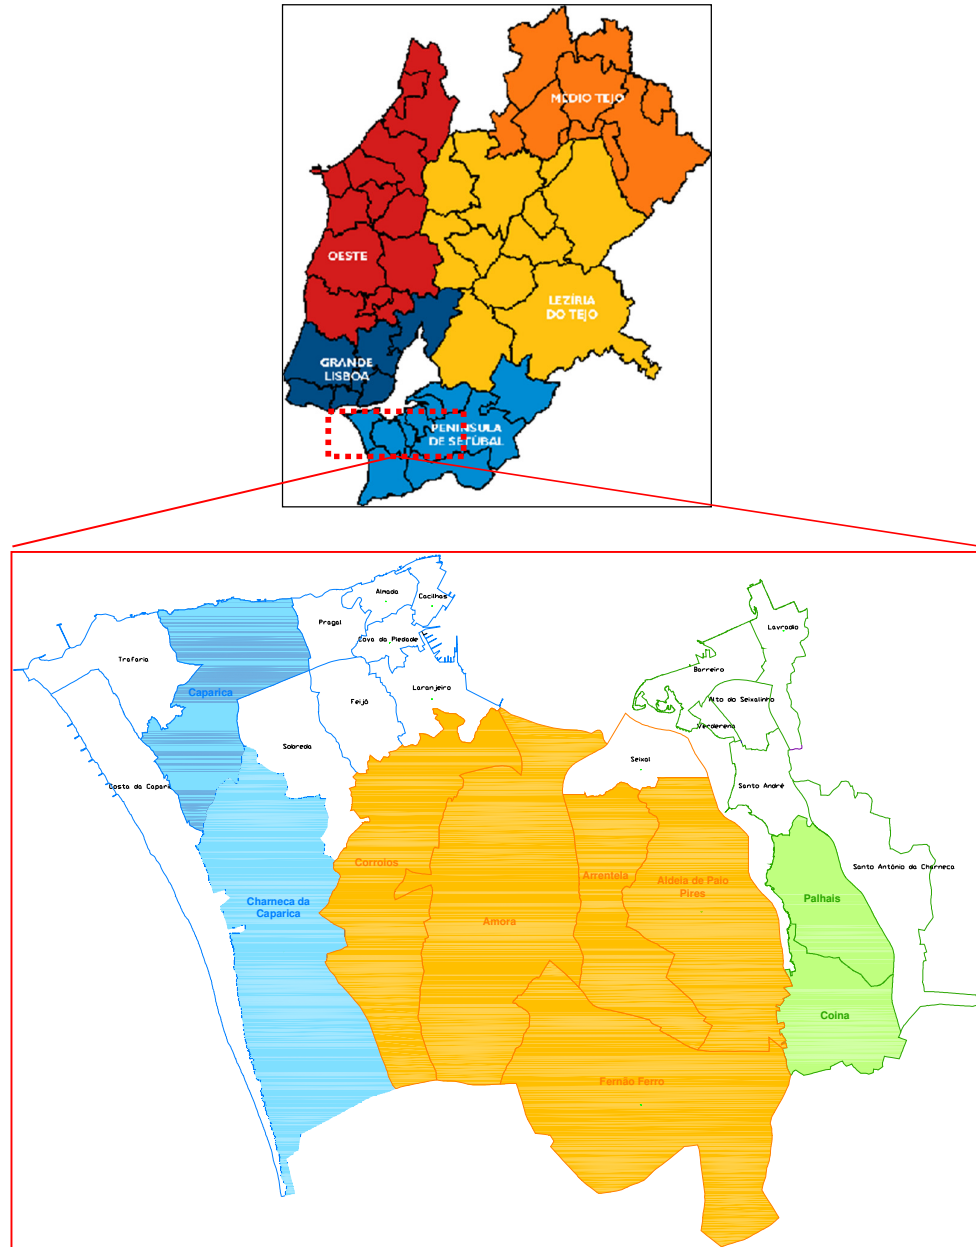 MÉDIO TEJO
OESTE
LEZÍRIA
DO TEJO
GRANDE
LISBOA
PENÍNSULA
DE SETÚBAL
Almada
Cacilhas
Pragal
Cova da Piedade
Lavradio
Trafaria
Barreiro
Caparica
Laranjeiro
Feijó
Alto do Seixalinho
Verderena
Sobreda
Seixal
Costa da Capari
Santo André
Corroios
Arrentela
Aldeia de Paio
Pires
Santo António da Charneca
Charneca da
Caparica
Amora
Palhais
Coina
Fernão Ferro